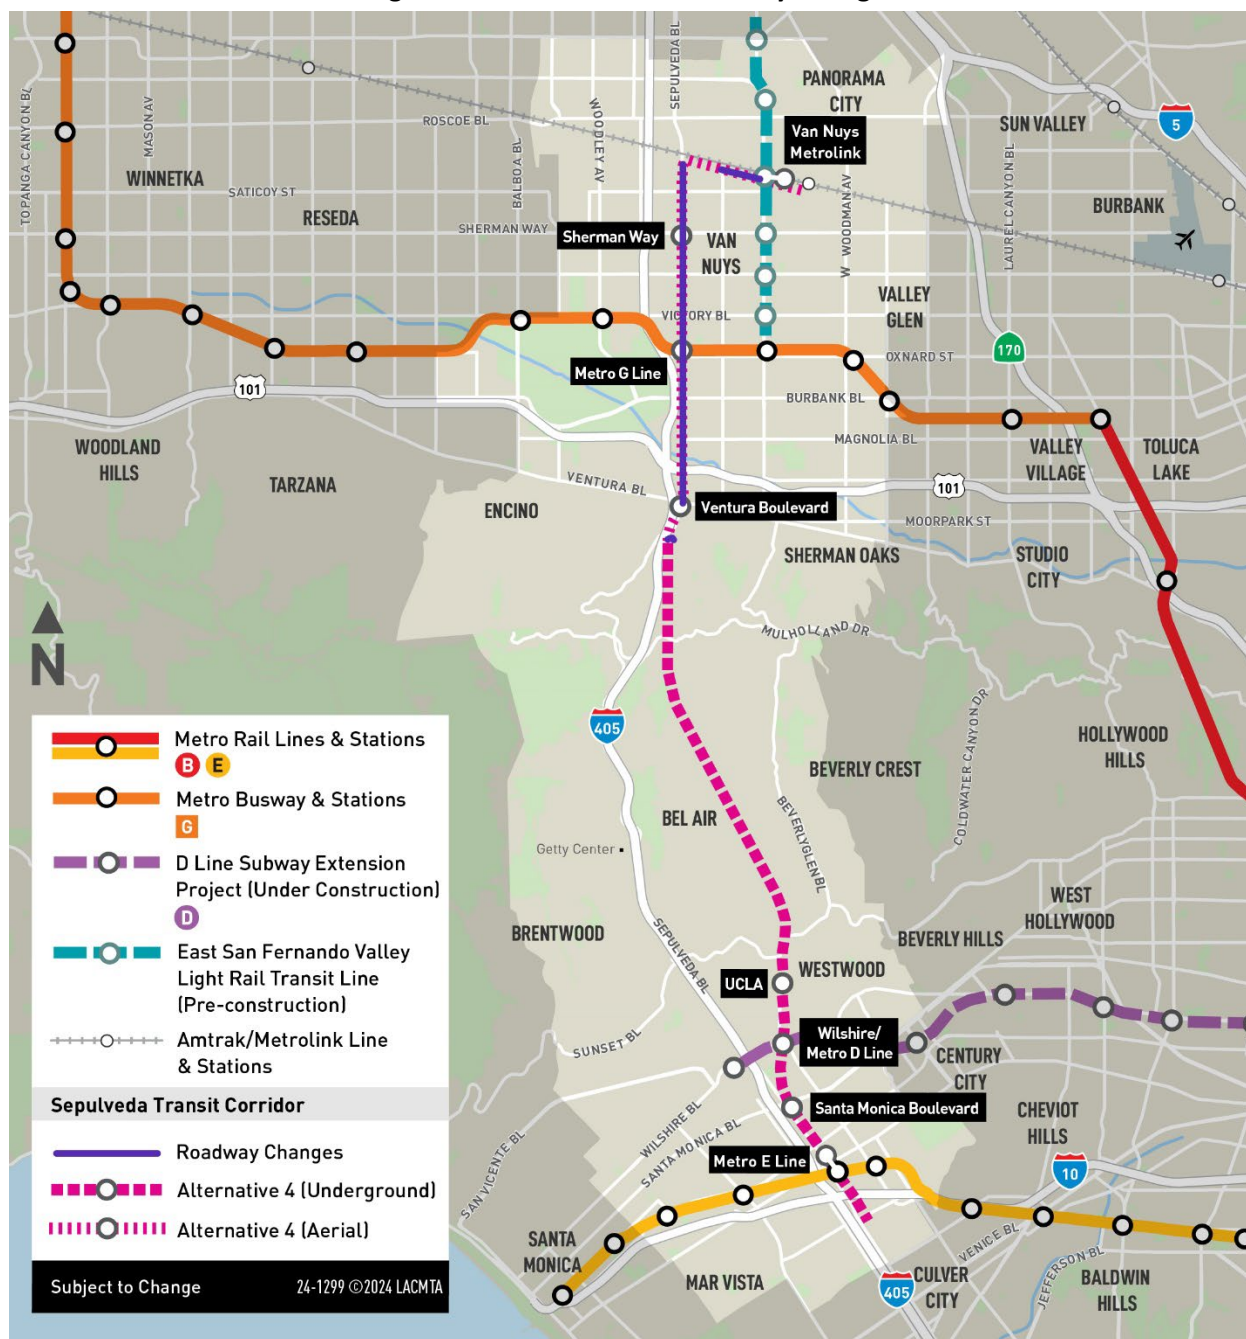 SEPULVEDA BL
PANORAMA
CITY
5
TOPANGA CANYON BL
MASON AV
ROSCOE BL
WOODLEY AV
BALBOA BL
Van Nuys
Metrolink
SUN VALLEY
LAUREL CANYON BL
WINNETKA
SATICOY ST
RESEDA
SHERMAN WAY
Sherman Way
VAN
NUYS
W WOODMAN AV
BURBANK
VICTORY BL
VALLEY
GLEN
OXNARD ST
170
Metro G Line
101
BURBANK BL
MAGNOLIA BL
WOODLAND
HILLS
TARZANA
VENTURA BL
VALLEY
VILLAGE
TOLUCA
LAKE
101
ENCINO
Ventura Boulevard
MOORPARK ST
SHERMAN OAKS
STUDIO
CITY
MULHOLLAND DR
N
405
COLDWATER CANYON DR
HOLLYWOOD
HILLS
BEVERLY CREST
BEVERLYGLEN BL
BEL AIR
Getty Center
WEST
HOLLYWOOD
BRENTWOOD
SEPULVEDA BL
BEVERLY HILLS
UCLA
WESTWOOD
SUNSET BL
Wilshire/
Metro D Line
CENTURY
CITY
WILSHIRE BL
Santa Monica Boulevard
CHEVIOT
HILLS
SANTA MONICA BL
SAN VICENTE BL
Metro E Line
10
SANTA
MONICA
VENICE BL
JEFFERSON BL
MAR VISTA
405
CULVER
CITY
BALDWIN
HILLS
Metro Rail Lines & Stations
B E
Metro Busway & Stations
G
D Line Subway Extension
Project (Under Construction)
D
East San Fernando Valley
Light Rail Transit Line
(Pre-construction)
Amtrak/Metrolink Line
& Stations
Sepulveda Transit Corridor
Roadway Changes
Alternative 4 (Underground)
Alternative 4 (Aerial)
Subject to Change 24-1299 ©2024 LACMTA